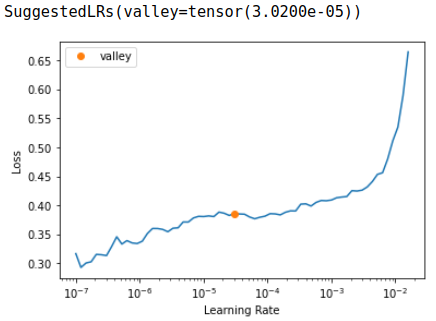 SuggestedLRs(valley=tensor(3.0200e-05))
valley
0.65
0.60
0.55
0.50
0.45
0.40
0.35
0.30
Loss
10⁻⁷ 10⁻⁶ 10⁻⁵ 10⁻⁴ 10⁻³ 10⁻²
Learning Rate